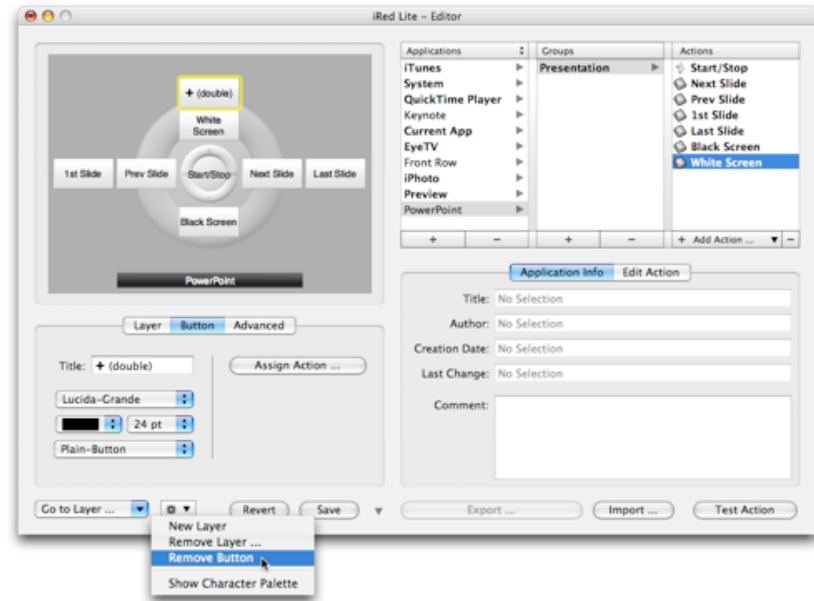 iRed Lite – Editor
+ (double)
White
Screen
1st Slide
Prev Slide
Start/Stop
Next Slide
Last Slide
Black Screen
PowerPoint
Applications
iTunes
System
QuickTime Player
Keynote
Current App
EyeTV
Front Row
iPhoto
Preview
PowerPoint
+ −
Groups
Presentation
+ −
Actions
Start/Stop
Next Slide
Prev Slide
1st Slide
Last Slide
Black Screen
White Screen
+ Add Action ... −
Layer Button Advanced
Title: + (double)
Assign Action ...
Lucida-Grande
24 pt
Plain-Button
Application Info Edit Action
Title: No Selection
Author: No Selection
Creation Date: No Selection
Last Change: No Selection
Comment:
Go to Layer ... Revert Save Export ... Import ... Test Action
New Layer
Remove Layer ...
Remove Button
Show Character Palette